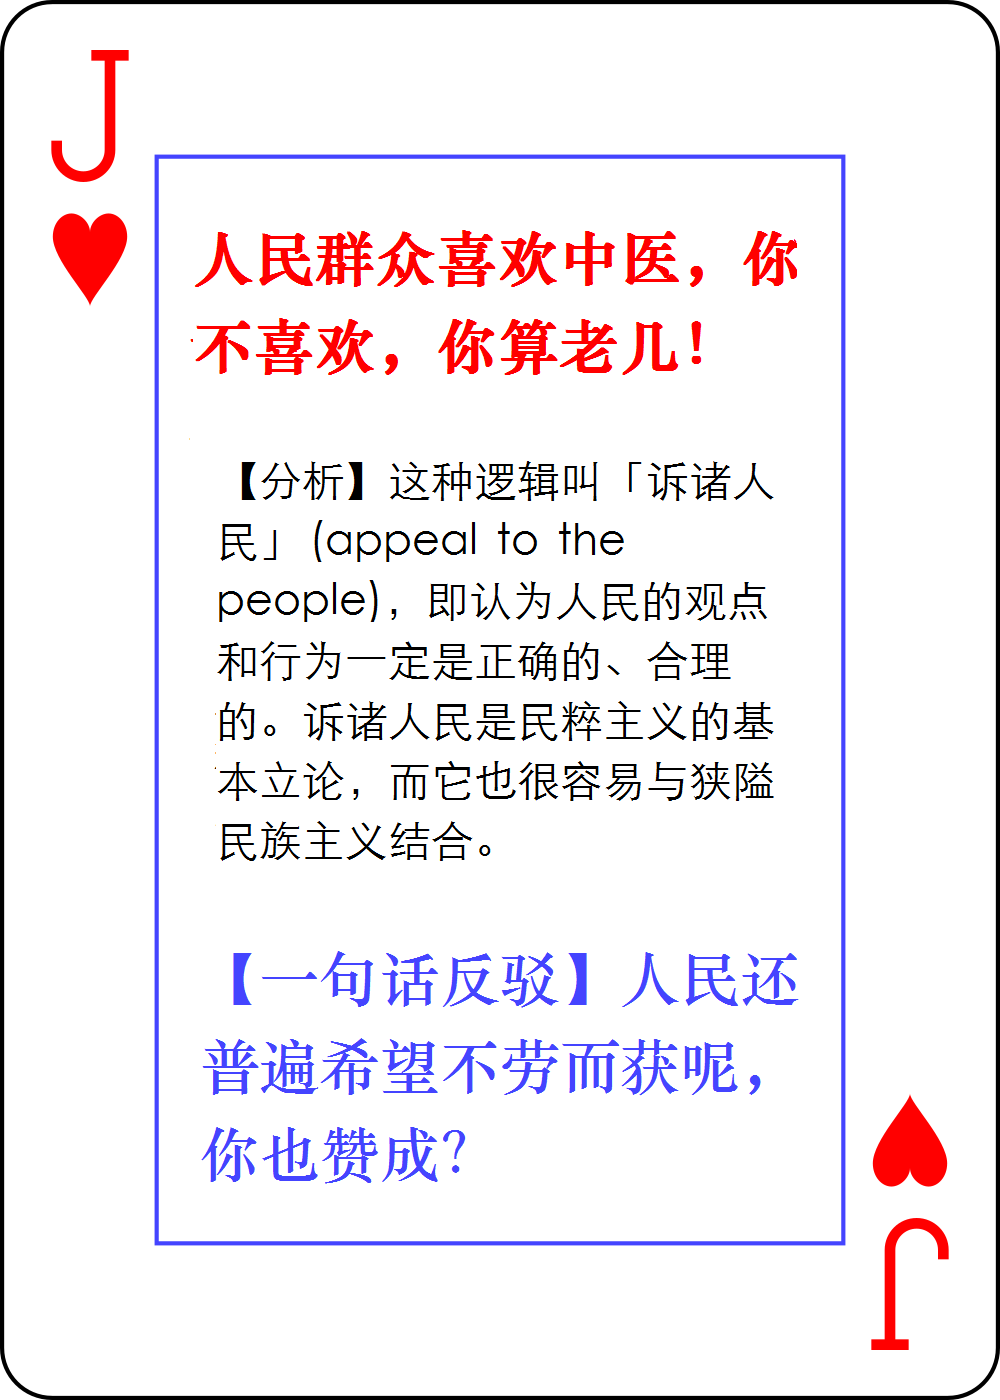 J
人民群众喜欢中医，你
不喜欢，你算老几！
【分析】这种逻辑叫「诉诸人
民」(appeal to the
people)，即认为人民的观点
和行为一定是正确的、合理
的。诉诸人民是民粹主义的基
本立论，而它也很容易与狭隘
民族主义结合。
【一句话反驳】人民还
普遍希望不劳而获呢，
你也赞成？
J